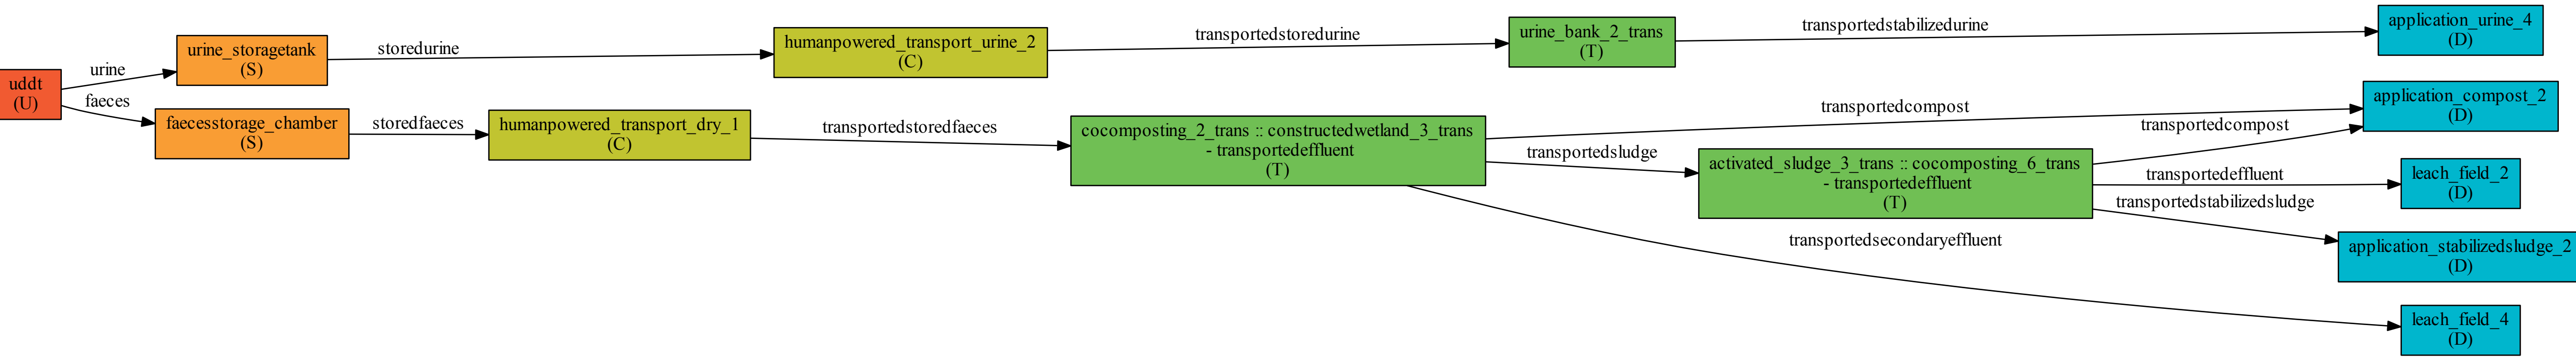 uddt
(U)
urine
faeces
urine_storagetank
(S)
faecesstorage_chamber
(S)
storedurine
storedfaeces
humanpowered_transport_urine_2
(C)
humanpowered_transport_dry_1
(C)
transportedstoredurine
transportedstoredfaeces
urine_bank_2_trans
(T)
cocomposting_2_trans :: constructedwetland_3_trans
- transportedeffluent
(T)
transportedstabilizedurine
transportedcompost
transportedsludge
transportedsecondaryeffluent
activated_sludge_3_trans :: cocomposting_6_trans
- transportedeffluent
(T)
transportedcompost
transportedeffluent
transportedstabilizedsludge
application_urine_4
(D)
application_compost_2
(D)
leach_field_2
(D)
application_stabilizedsludge_2
(D)
leach_field_4
(D)